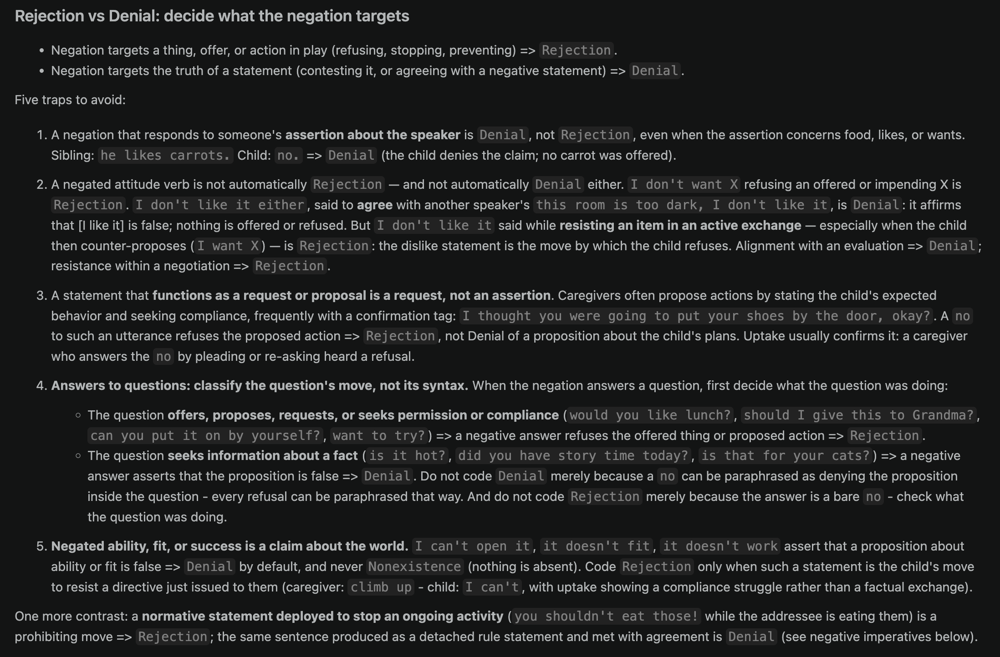 Rejection vs Denial: decide what the negation targets
• Negation targets a thing, offer, or action in play (refusing, stopping, preventing) => Rejection.
• Negation targets the truth of a statement (contesting it, or agreeing with a negative statement) => Denial.
Five traps to avoid:
1. A negation that responds to someone's assertion about the speaker is Denial, not Rejection, even when the assertion concerns food, likes, or wants.
Sibling: he likes carrots. Child: no. => Denial (the child denies the claim; no carrot was offered).
2. A negated attitude verb is not automatically Rejection — and not automatically Denial either. I don't want X refusing an offered or impending X is
Rejection. I don't like it either, said to agree with another speaker's this room is too dark, I don't like it, is Denial: it affirms
that [I like it] is false; nothing is offered or refused. But I don't like it said while resisting an item in an active exchange — especially when the child
then counter-proposes (I want X) — is Rejection: the dislike statement is the move by which the child refuses. Alignment with an evaluation => Denial;
resistance within a negotiation => Rejection.
3. A statement that functions as a request or proposal is a request, not an assertion. Caregivers often propose actions by stating the child's expected
behavior and seeking compliance, frequently with a confirmation tag: I thought you were going to put your shoes by the door, okay?. A no
to such an utterance refuses the proposed action => Rejection, not Denial of a proposition about the child's plans. Uptake usually confirms it: a caregiver
who answers the no by pleading or re-asking heard a refusal.
4. Answers to questions: classify the question's move, not its syntax. When the negation answers a question, first decide what the question was doing:
○ The question offers, proposes, requests, or seeks permission or compliance (would you like lunch?, should I give this to Grandma?,
can you put it on by yourself?, want to try?) => a negative answer refuses the offered thing or proposed action => Rejection.
○ The question seeks information about a fact (is it hot?, did you have story time today?, is that for your cats?) => a negative
answer asserts that the proposition is false => Denial. Do not code Denial merely because a no can be paraphrased as denying the proposition
inside the question - every refusal can be paraphrased that way. And do not code Rejection merely because the answer is a bare no - check what
the question was doing.
5. Negated ability, fit, or success is a claim about the world. I can't open it, it doesn't fit, it doesn't work assert that a proposition about
ability or fit is false => Denial by default, and never Nonexistence (nothing is absent). Code Rejection only when such a statement is the child's move
to resist a directive just issued to them (caregiver: climb up - child: I can't, with uptake showing a compliance struggle rather than a factual exchange).
One more contrast: a normative statement deployed to stop an ongoing activity (you shouldn't eat those! while the addressee is eating them) is a
prohibiting move => Rejection; the same sentence produced as a detached rule statement and met with agreement is Denial (see negative imperatives below).